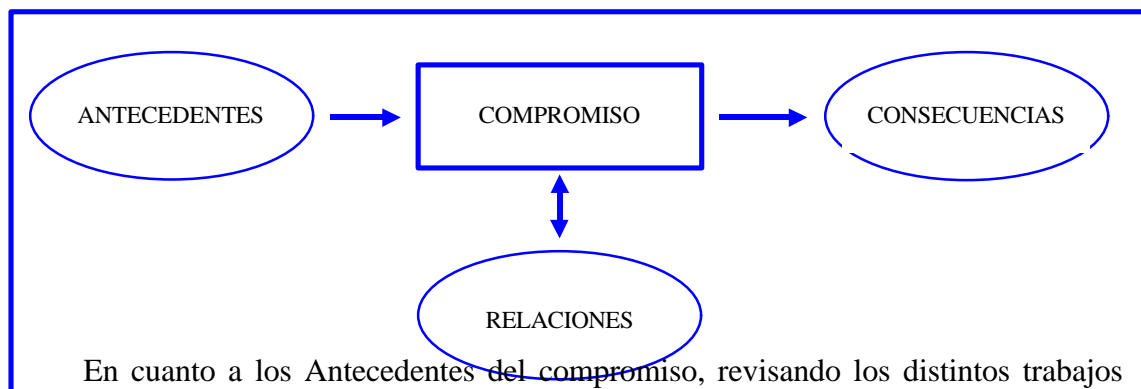 ANTECEDENTES
COMPROMISO
CONSECUENCIAS
RELACIONES
En cuanto a los Antecedentes del compromiso, revisando los distintos trabajos